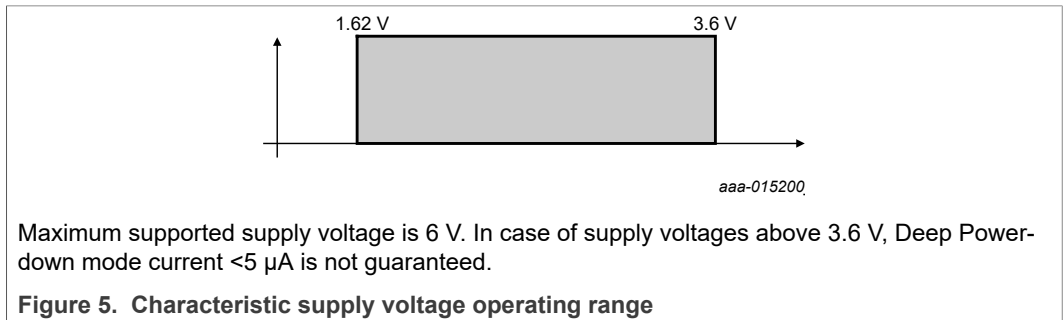 1.62 V 3.6 V
aaa-015200
Maximum supported supply voltage is 6 V. In case of supply voltages above 3.6 V, Deep Power-
down mode current <5 µA is not guaranteed.
Figure 5. Characteristic supply voltage operating range